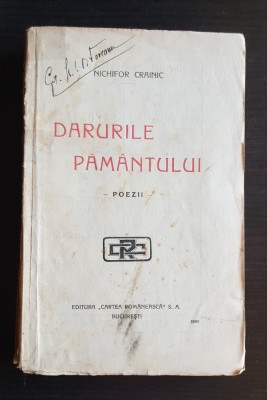 NICHIFOR CRAINIC
DARURILE
PĂMÂNTULUI
- POEZII -
EDITURA „CARTEA ROMÂNEASCĂ" S. A.
BUCUREȘTI